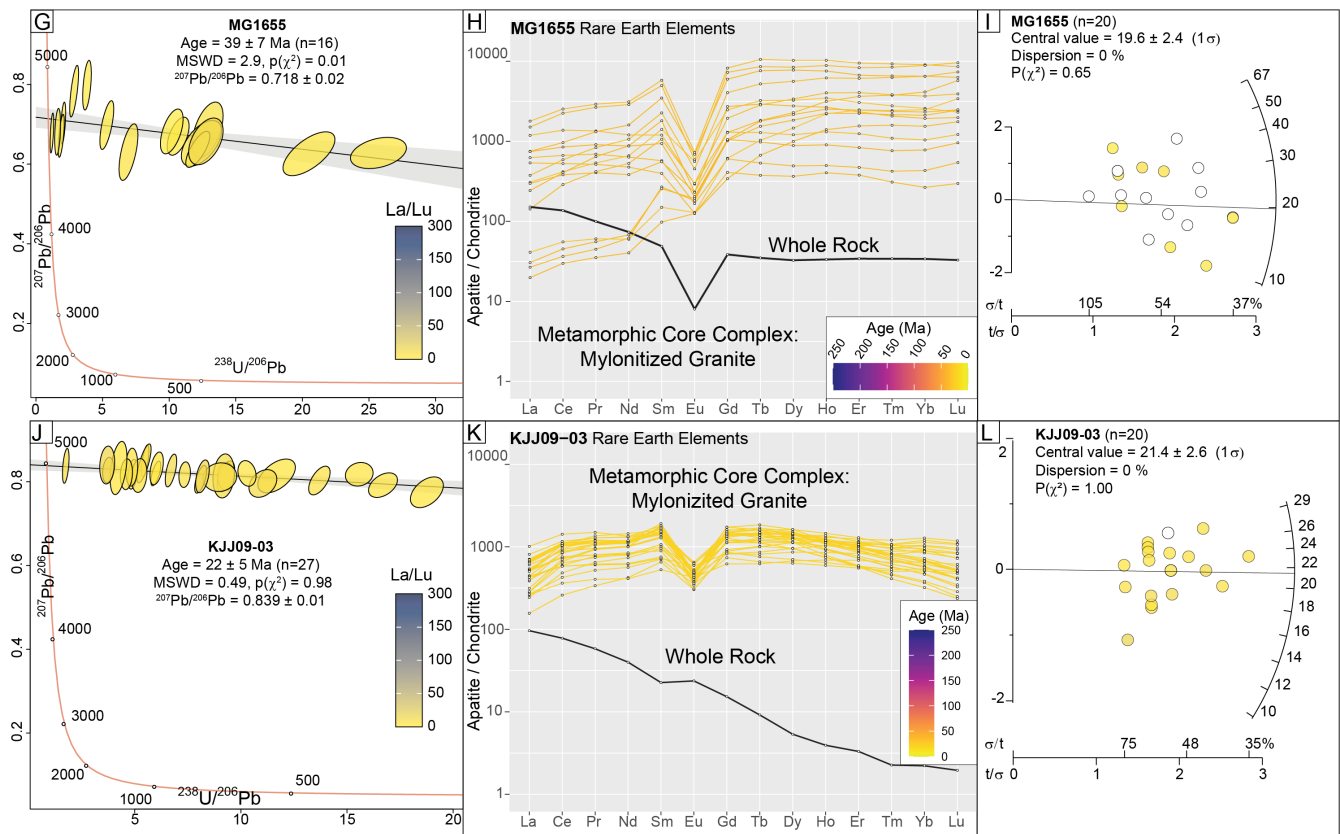 G
MG1655
Age = 39 ± 7 Ma (n=16)
MSWD = 2.9, p(χ²) = 0.01
²⁰⁷Pb/²⁰⁶Pb = 0.718 ± 0.02
5000
4000
3000
2000
1000
500
²⁰⁷Pb/²⁰⁶Pb
²³⁸U/²⁰⁶Pb
0.8
0.6
0.4
0.2
0 5 10 15 20 25 30
La/Lu
300
150
100
50
0
H
MG1655 Rare Earth Elements
Apatite / Chondrite
10000
1000
100
10
1
Whole Rock
Metamorphic Core Complex:
Mylonitized Granite
Age (Ma)
250 200 150 100 50 0
La Ce Pr Nd Sm Eu Gd Tb Dy Ho Er Tm Yb Lu
I
MG1655 (n=20)
Central value = 19.6 ± 2.4 (1σ)
Dispersion = 0 %
P(χ²) = 0.65
67
50
40
30
20
10
2
0
-2
σ/t 105 54 37%
t/σ 0 1 2 3
J
5000
4000
3000
2000
1000
500
KJJ09-03
Age = 22 ± 5 Ma (n=27)
MSWD = 0.49, p(χ²) = 0.98
²⁰⁷Pb/²⁰⁶Pb = 0.839 ± 0.01
²⁰⁷Pb/²⁰⁶Pb
²³⁸U/²⁰⁶Pb
0.8
0.6
0.4
0.2
5 10 15 20
La/Lu
300
150
100
50
0
K
KJJ09−03 Rare Earth Elements
Metamorphic Core Complex:
Mylonizited Granite
Apatite / Chondrite
10000
1000
100
10
1
Whole Rock
Age (Ma)
250
200
150
100
50
0
La Ce Pr Nd Sm Eu Gd Tb Dy Ho Er Tm Yb Lu
L
KJJ09-03 (n=20)
Central value = 21.4 ± 2.6 (1σ)
Dispersion = 0 %
P(χ²) = 1.00
29
26
24
22
20
18
16
14
12
10
2
0
-2
σ/t 75 48 35%
t/σ 0 1 2 3